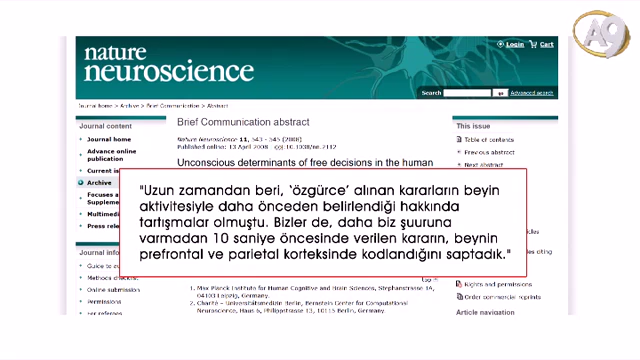 A9
nature
neuroscience
Login Cart
Search Advanced search
Journal home > Archive > Brief Communication > Abstract
Journal content
Journal home
Advance online
publication
Current
Archive
Supplem
Multimed
Press rele
Journal info
Guide to
Methods checklist
Online submission
Permissions
For referees
Brief Communication abstract
Nature Neuroscience 11, 543 - 545 (2008)
Published online: 13 April 2008 | doi:10.1038/nn.2112
Unconscious determinants of free decisions in the human
"Uzun zamandan beri, ‘özgürce’ alınan kararların beyin
aktivitesiyle daha önceden belirlendiği hakkında
tartışmalar olmuştu. Bizler de, daha biz şuuruna
varmadan 10 saniye öncesinde verilen kararın, beynin
prefrontal ve parietal korteksinde kodlandığını saptadık."
1. Max Planck Institute for Human Cognitive and Brain Sciences, Stephanstrasse 1A,
04103 Leipzig, Germany.
2. Charité – Universitätsmedizin Berlin, Bernstein Center for Computational
Neuroscience, Haus 6, Philippstrasse 13, 10115 Berlin, Germany.
This issue
Table of contents
Previous abstract
Next abstract
les citing
Rights and permissions
Order commercial reprints
Article navigation